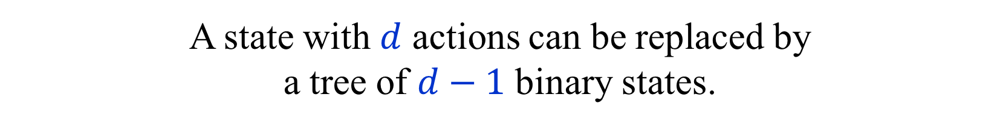 A state with d actions can be replaced by
a tree of d − 1 binary states.